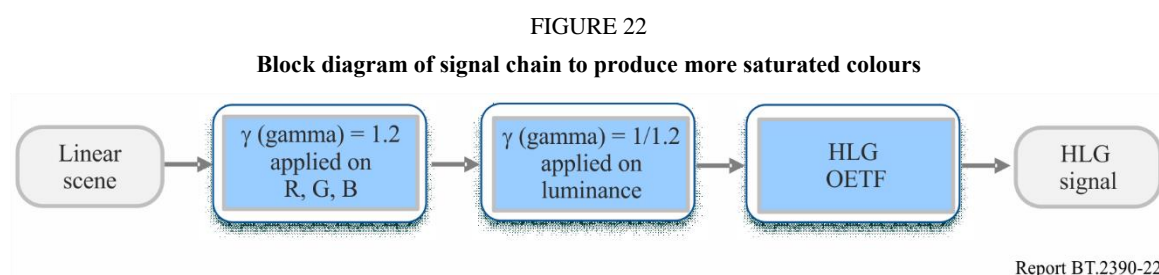 FIGURE 22
Block diagram of signal chain to produce more saturated colours
Linear
scene
γ (gamma) = 1.2
applied on
R, G, B
γ (gamma) = 1/1.2
applied on
luminance
HLG
OETF
HLG
signal
Report BT.2390-22